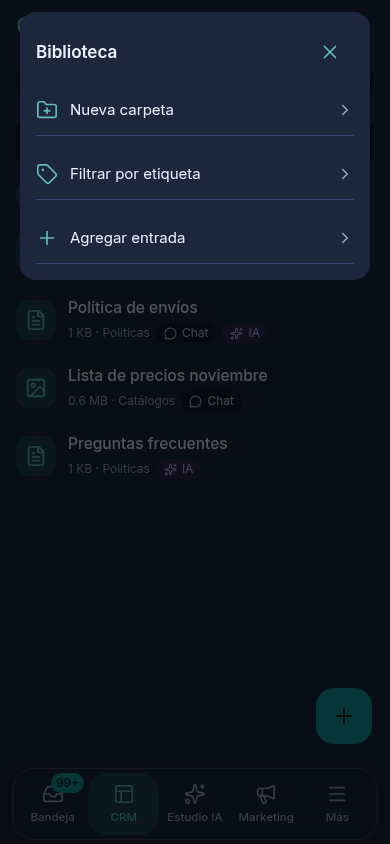 Biblioteca
Nueva carpeta
Filtrar por etiqueta
Agregar entrada
Política de envíos
1 KB · Políticas Chat IA
Lista de precios noviembre
0.6 MB · Catálogos Chat
Preguntas frecuentes
1 KB · Políticas IA
99+
Bandeja CRM Estudio IA Marketing Más